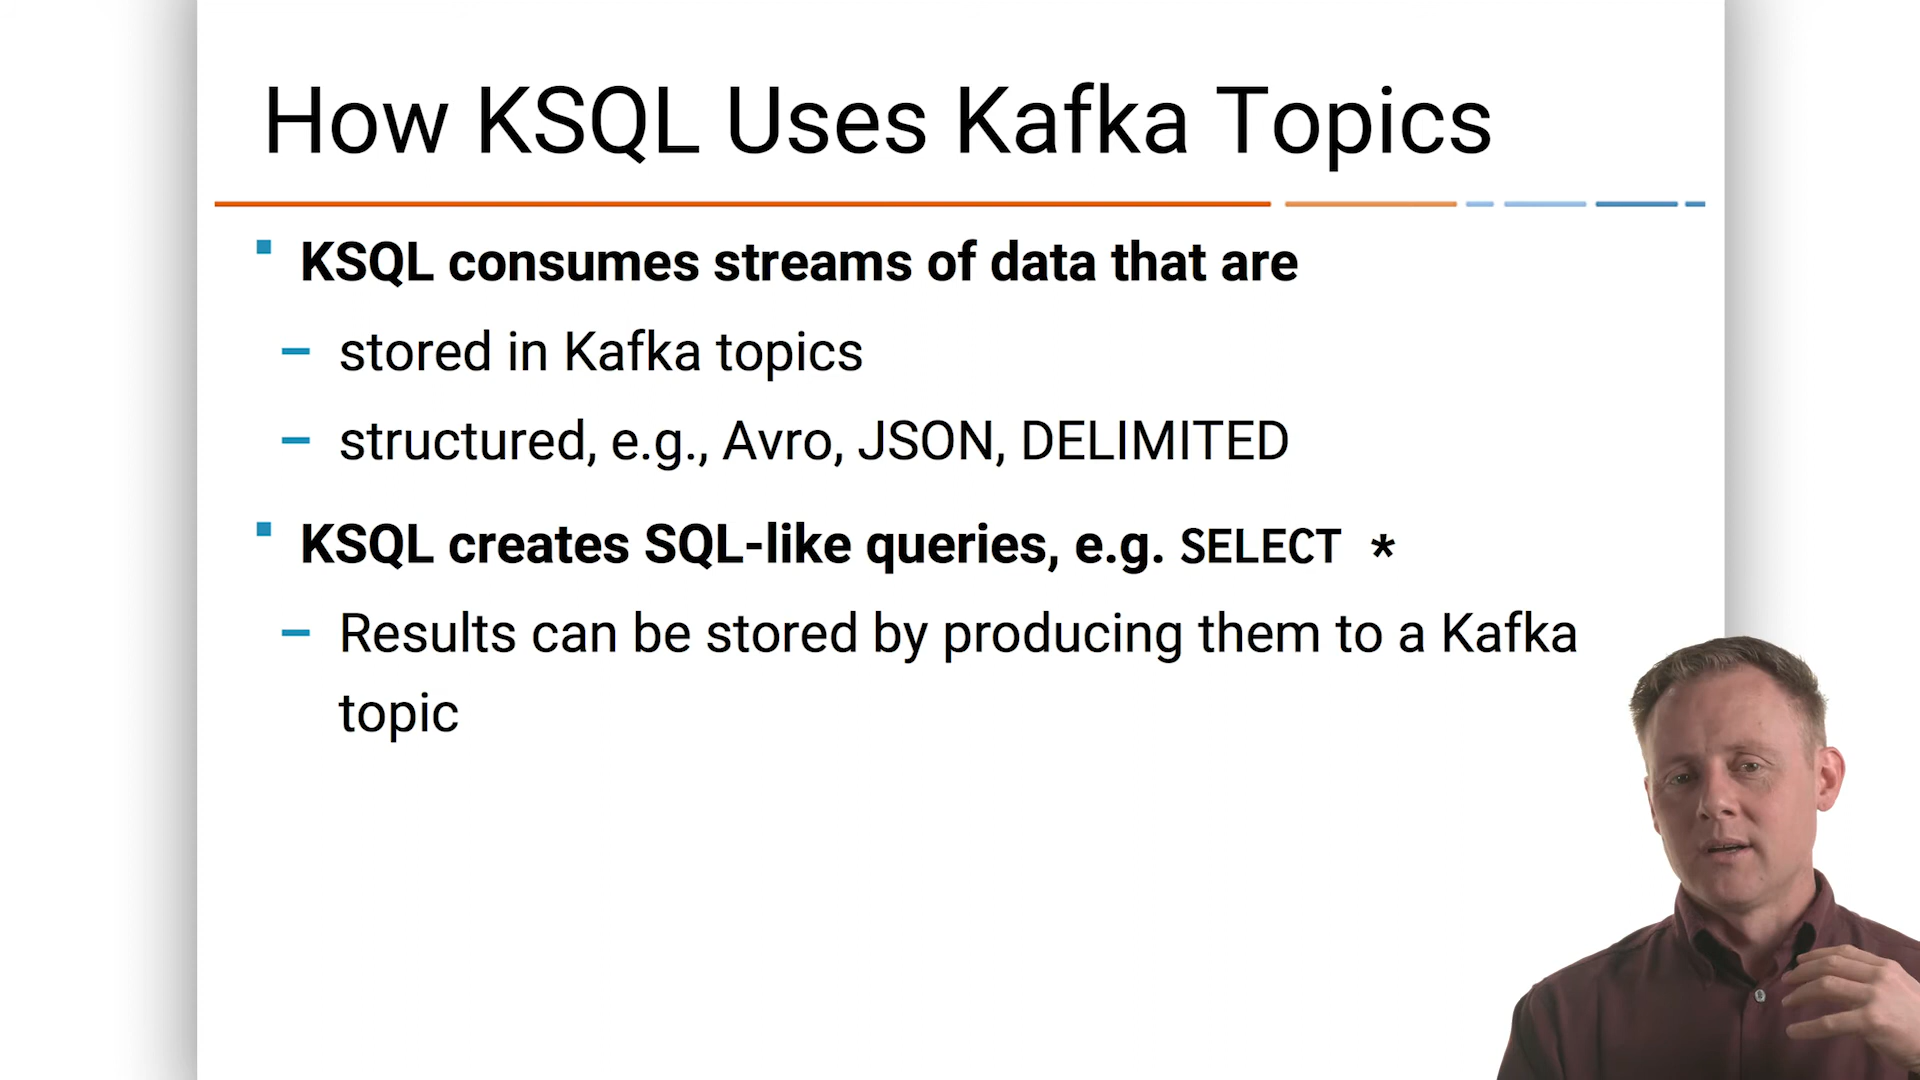 How KSQL Uses Kafka Topics
KSQL consumes streams of data that are
stored in Kafka topics
structured, e.g., Avro, JSON, DELIMITED
KSQL creates SQL-like queries, e.g. SELECT *
Results can be stored by producing them to a Kafka
topic